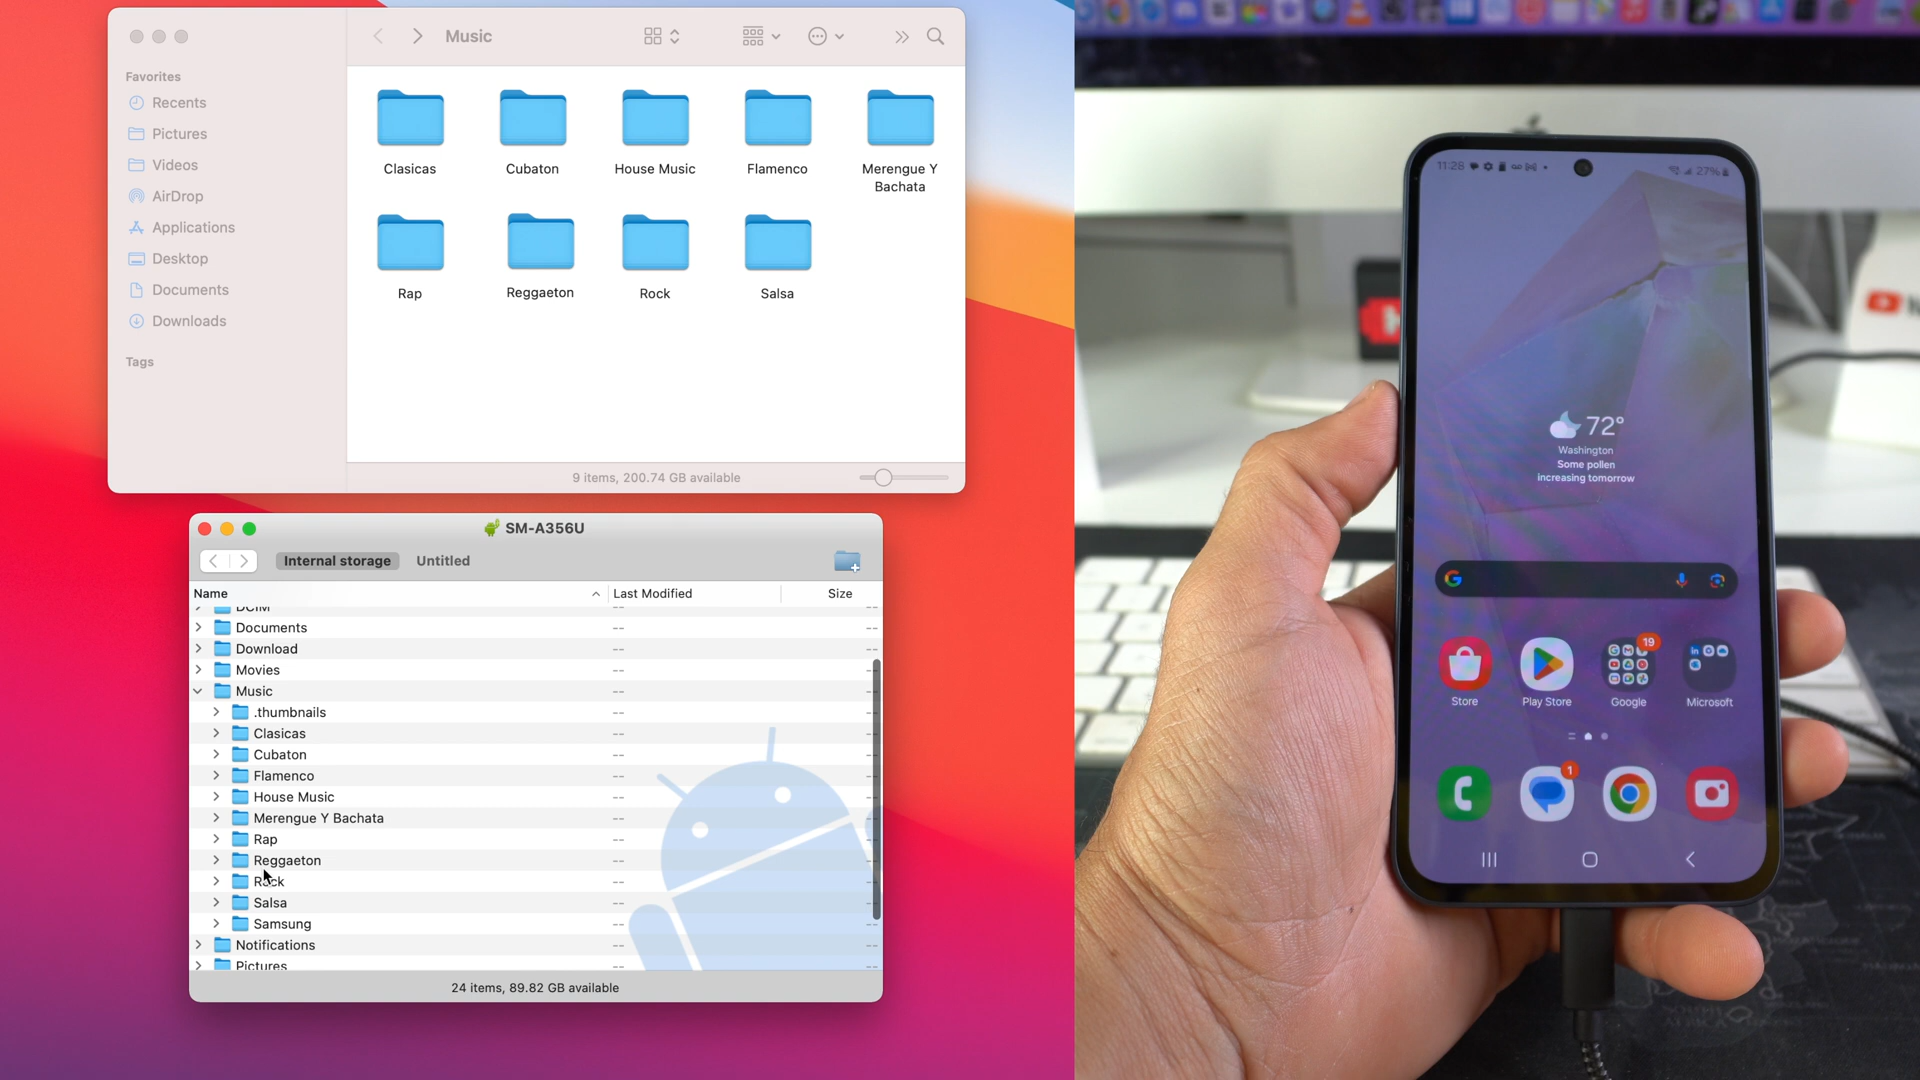 Music
Favorites
Recents
Pictures
Videos
AirDrop
Applications
Desktop
Documents
Downloads
Tags
Clasicas
Cubaton
House Music
Flamenco
Merengue Y
Bachata
Rap
Reggaeton
Rock
Salsa
9 items, 200.74 GB available
SM-A356U
Internal storage
Untitled
Name
Last Modified
Size
DCIM
Documents
Download
Movies
Music
.thumbnails
Clasicas
Cubaton
Flamenco
House Music
Merengue Y Bachata
Rap
Reggaeton
Rock
Salsa
Samsung
Notifications
Pictures
24 items, 89.82 GB available
11:28
27%
72°
Washington
Some pollen
increasing tomorrow
19
Store
Play Store
Google
Microsoft
1